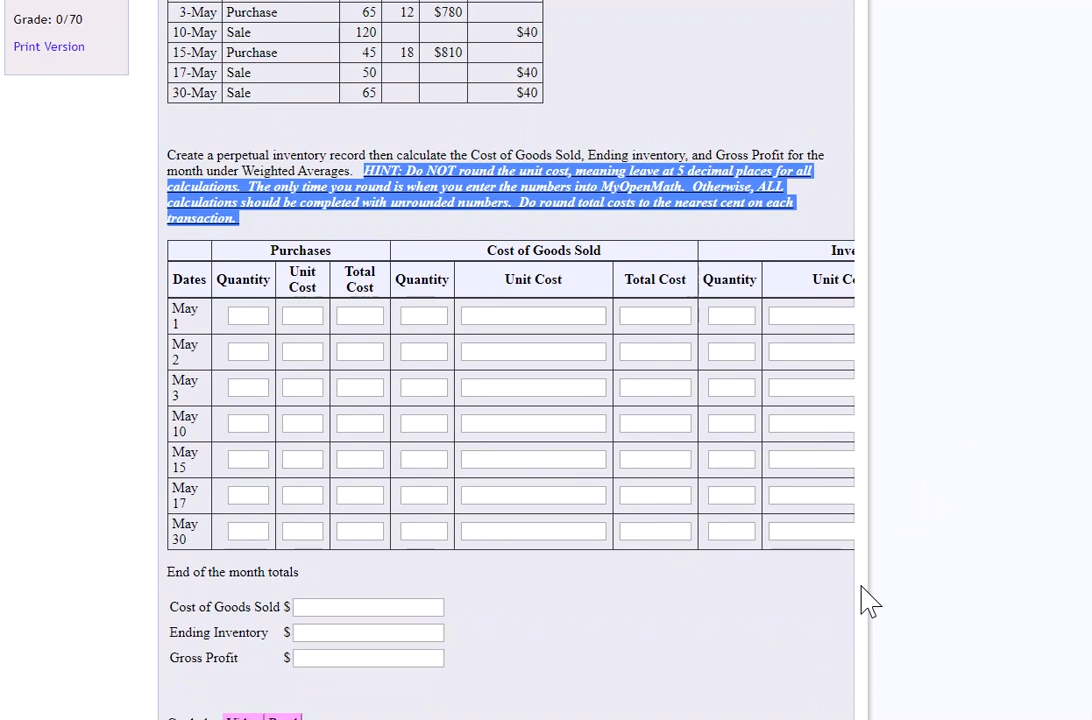 Grade: 0/70
Print Version
3-May Purchase 65 12 $780
10-May Sale 120 $40
15-May Purchase 45 18 $810
17-May Sale 50 $40
30-May Sale 65 $40
Create a perpetual inventory record then calculate the Cost of Goods Sold, Ending inventory, and Gross Profit for the
month under Weighted Averages. HINT: Do NOT round the unit cost, meaning leave at 5 decimal places for all
calculations. The only time you round is when you enter the numbers into MyOpenMath. Otherwise, ALL
calculations should be completed with unrounded numbers. Do round total costs to the nearest cent on each
transaction.
Purchases Cost of Goods Sold Inve
Dates Quantity Unit Cost Total Cost Quantity Unit Cost Total Cost Quantity Unit C
May 1
May 2
May 3
May 10
May 15
May 17
May 30
End of the month totals
Cost of Goods Sold $
Ending Inventory $
Gross Profit $